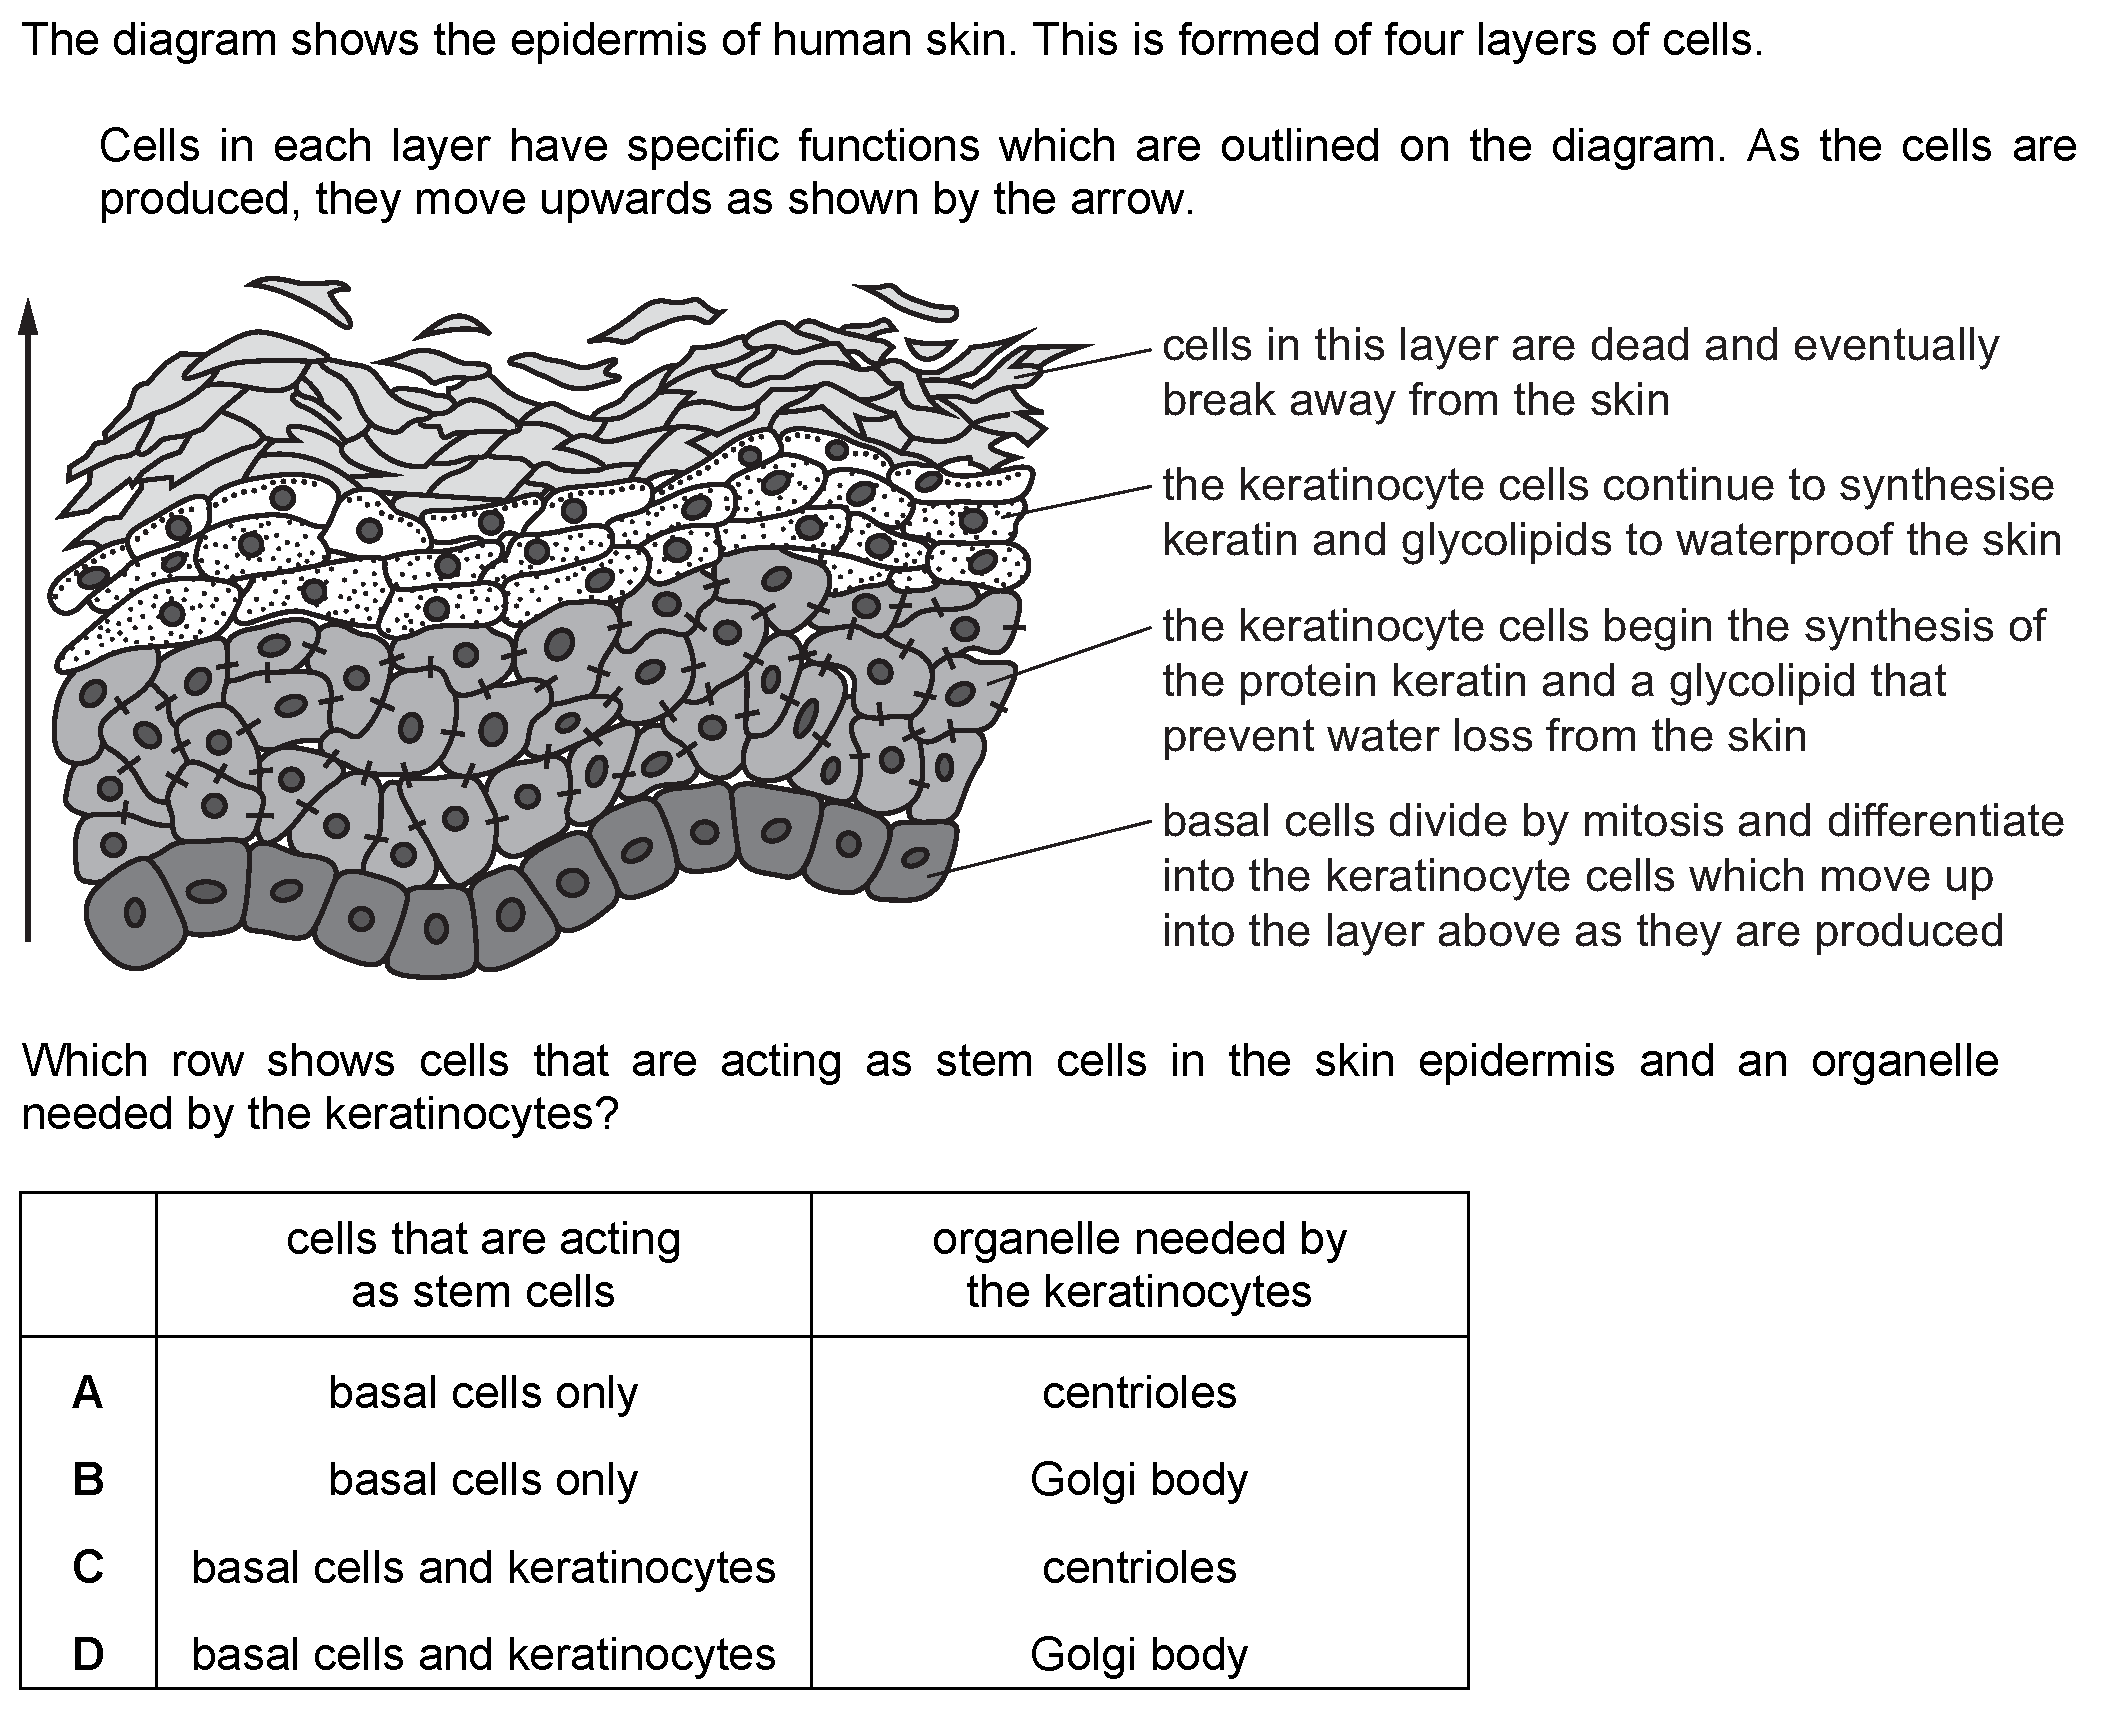 The diagram shows the epidermis of human skin. This is formed of four layers of cells.
Cells in each layer have specific functions which are outlined on the diagram. As the cells are
produced, they move upwards as shown by the arrow.
cells in this layer are dead and eventually
break away from the skin
the keratinocyte cells continue to synthesise
keratin and glycolipids to waterproof the skin
the keratinocyte cells begin the synthesis of
the protein keratin and a glycolipid that
prevent water loss from the skin
basal cells divide by mitosis and differentiate
into the keratinocyte cells which move up
into the layer above as they are produced
Which row shows cells that are acting as stem cells in the skin epidermis and an organelle
needed by the keratinocytes?
cells that are acting
as stem cells
organelle needed by
the keratinocytes
A basal cells only centrioles
B basal cells only Golgi body
C basal cells and keratinocytes centrioles
D basal cells and keratinocytes Golgi body